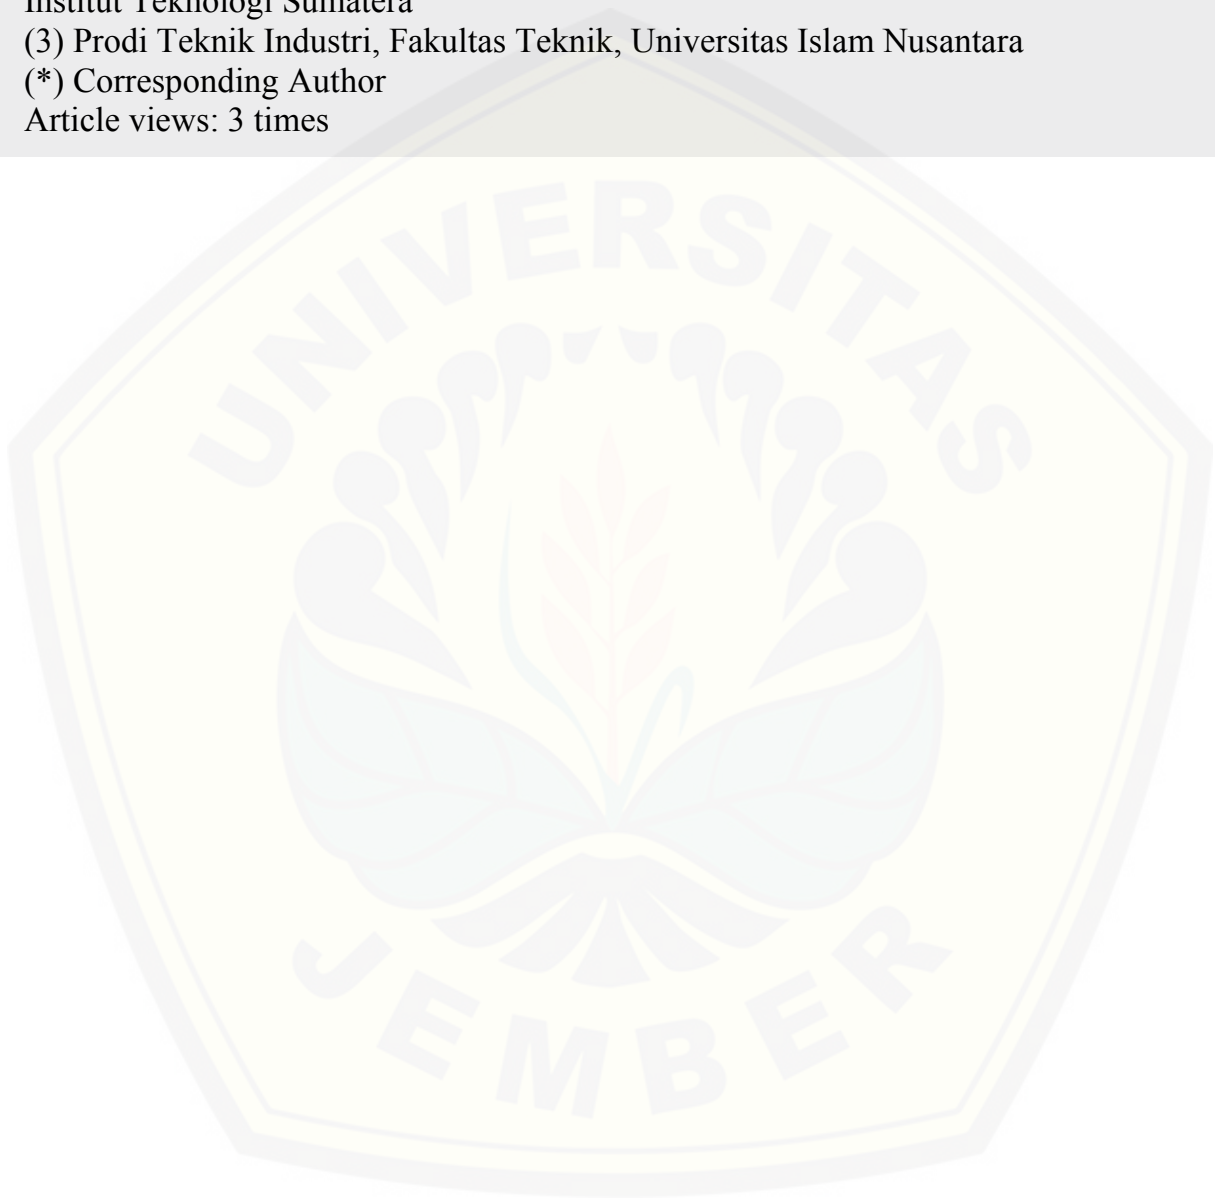 Institut Teknologi Sumatera
(3) Prodi Teknik Industri, Fakultas Teknik, Universitas Islam Nusantara
(*) Corresponding Author
Article views: 3 times
UNIVERSITAS
JEMBER